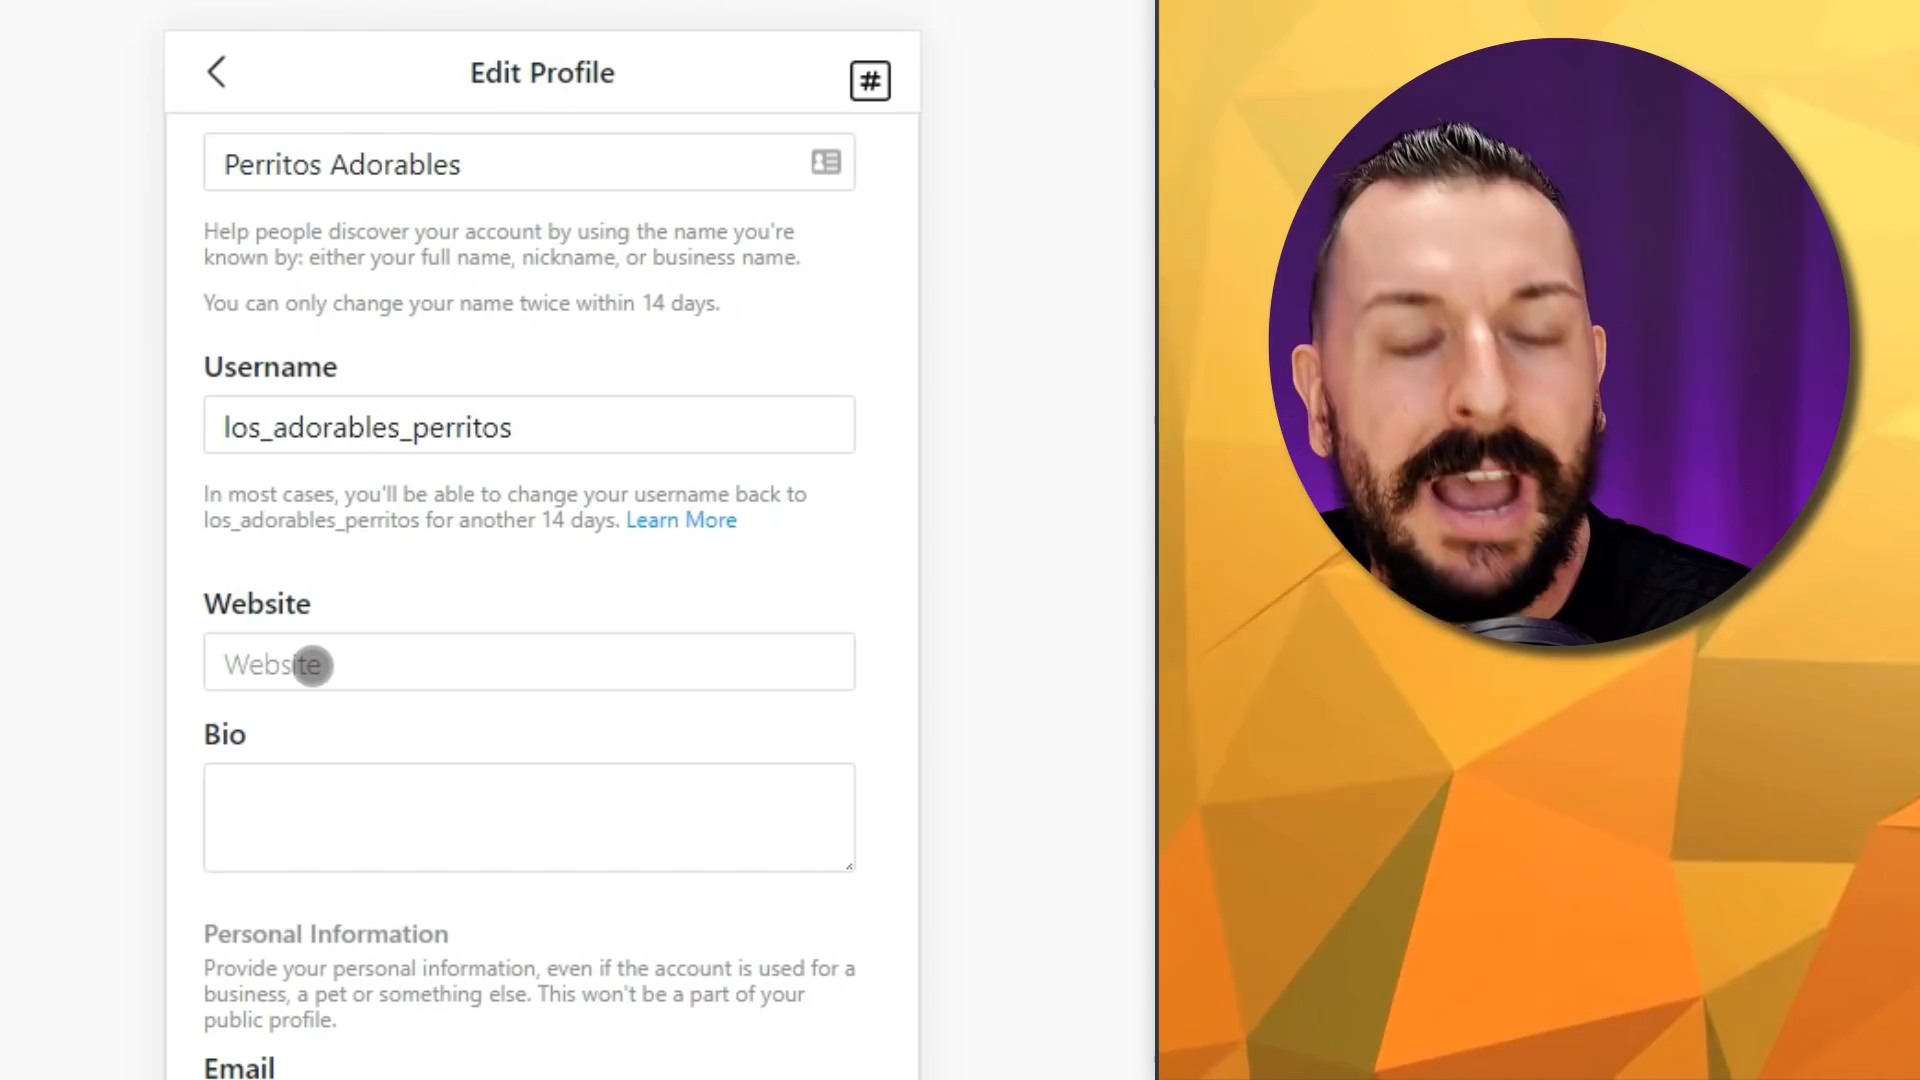 Edit Profile
#
Perritos Adorables
Help people discover your account by using the name you're
known by: either your full name, nickname, or business name.
You can only change your name twice within 14 days.
Username
los_adorables_perritos
In most cases, you'll be able to change your username back to
los_adorables_perritos for another 14 days. Learn More
Website
Website
Bio
Personal Information
Provide your personal information, even if the account is used for a
business, a pet or something else. This won't be a part of your
public profile.
Email